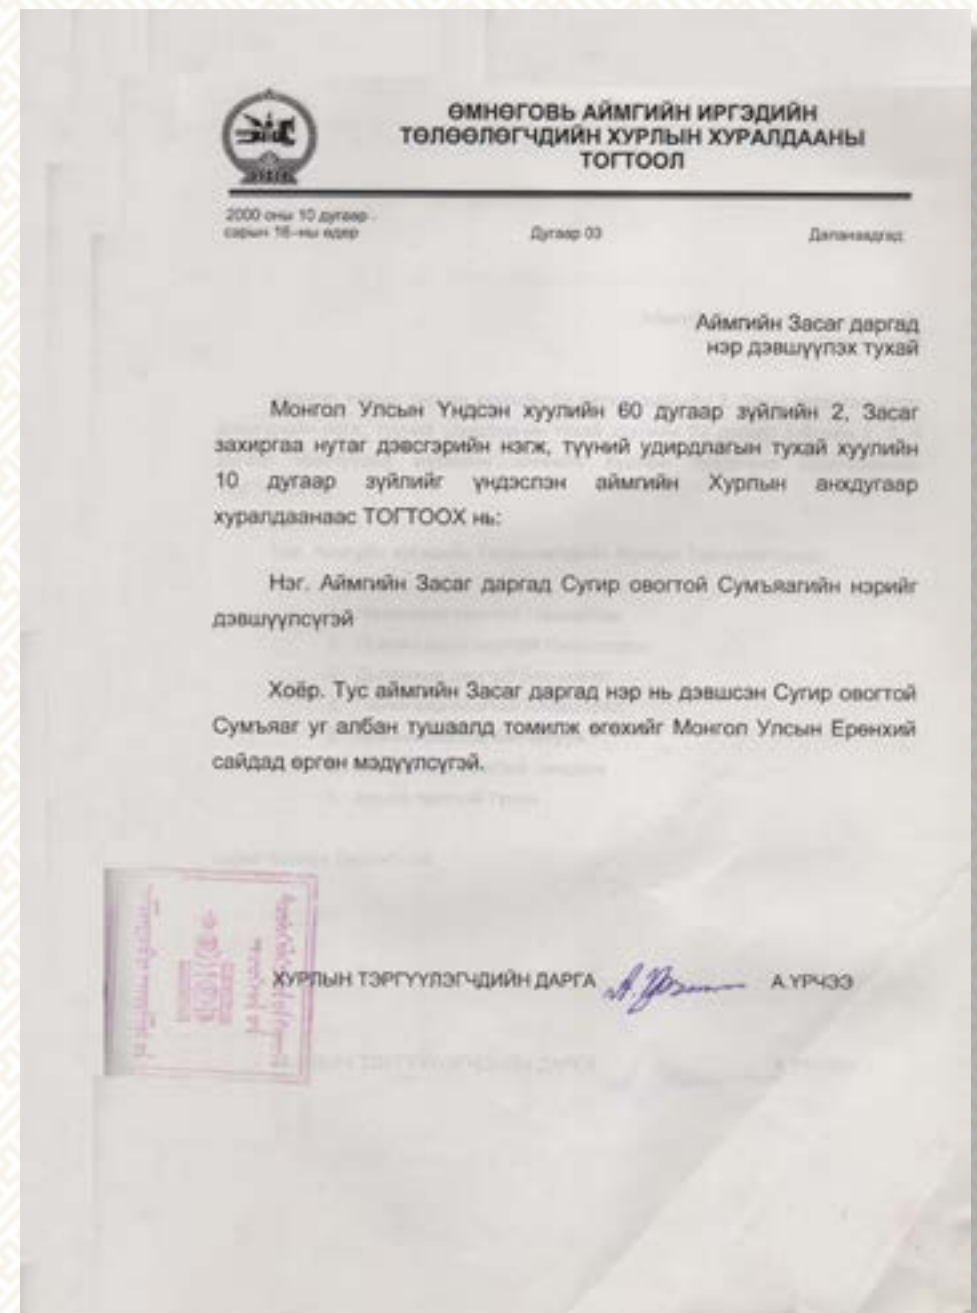 ӨМНӨГОВЬ АЙМГИЙН ИРГЭДИЙН
ТӨЛӨӨЛӨГЧДИЙН ХУРЛЫН ХУРАЛДААНЫ
ТОГТООЛ
2000 оны 10 дугаар
сарын 16-ны өдөр
Дугаар 03
Даланзадгад
Аймгийн Засаг даргад
нэр дэвшүүлэх тухай
Монгол Улсын Үндсэн хуулийн 60 дугаар зүйлийн 2, Засаг
захиргаа нутаг дэвсгэрийн нэгж, түүний удирдлагын тухай хуулийн
10 дугаар зүйлийг үндэслэн аймгийн Хурлын анхдугаар
хуралдаанаас ТОГТООХ нь:
Нэг. Аймгийн Засаг даргад Сугир овогтой Сумъяагийн нэрийг
дэвшүүлсүгэй
Хоёр. Тус аймгийн Засаг даргад нэр нь дэвшсэн Сугир овогтой
Сумъяаг уг албан тушаалд томилж өгөхийг Монгол Улсын Ерөнхий
сайдад өргөн мэдүүлсүгэй.
ХУРЛЫН ТЭРГҮҮЛЭГЧДИЙН ДАРГА А.ҮРЧЭЭ